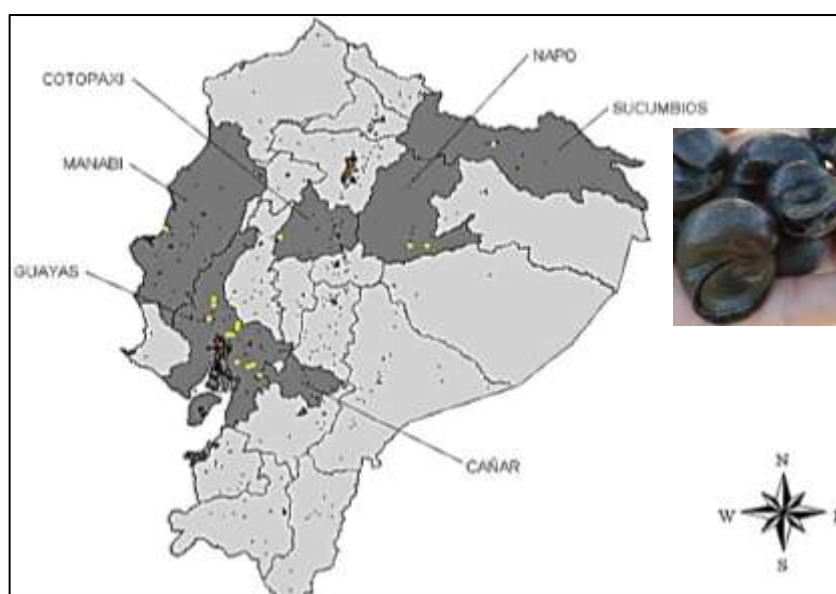 NAPO
COTOPAXI
SUCUMBIOS
MANABI
GUAYAS
CAÑAR
N
W
S